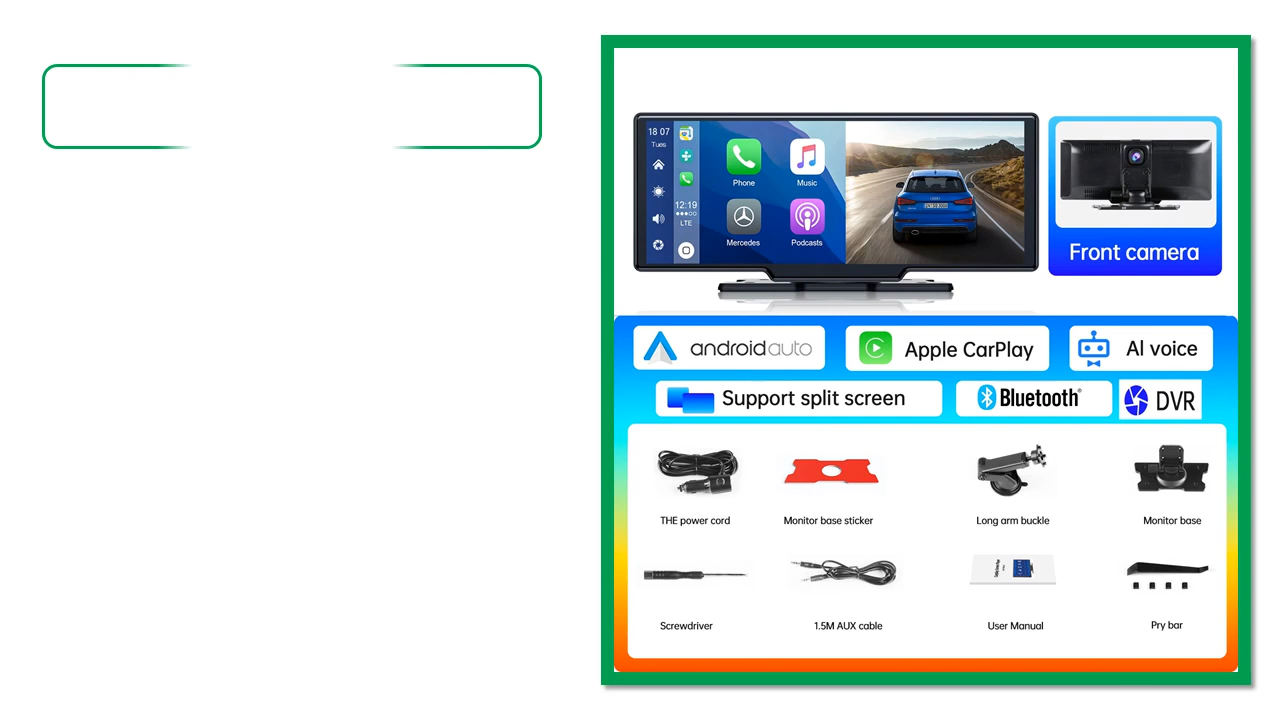 18 07
Tues
12:19
LTE
Phone
Music
Mercedes
Podcasts
Front camera
androidauto
Apple CarPlay
AI voice
Support split screen
Bluetooth®
DVR
THE power cord
Monitor base sticker
Long arm buckle
Monitor base
Screwdriver
1.5M AUX cable
User Manual
Pry bar